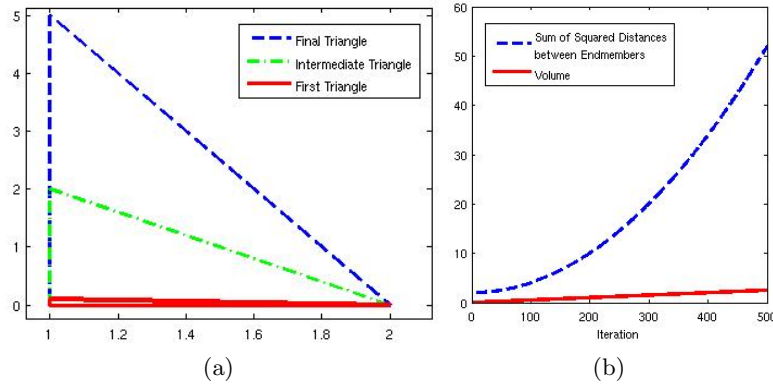 5
4
3
2
1
0
1
1.2
1.4
1.6
1.8
2
Final Triangle
Intermediate Triangle
First Triangle
(a)
60
50
40
30
20
10
0
0
100
200
300
400
500
Iteration
Sum of Squared Distances
between Endmembers
Volume
(b)